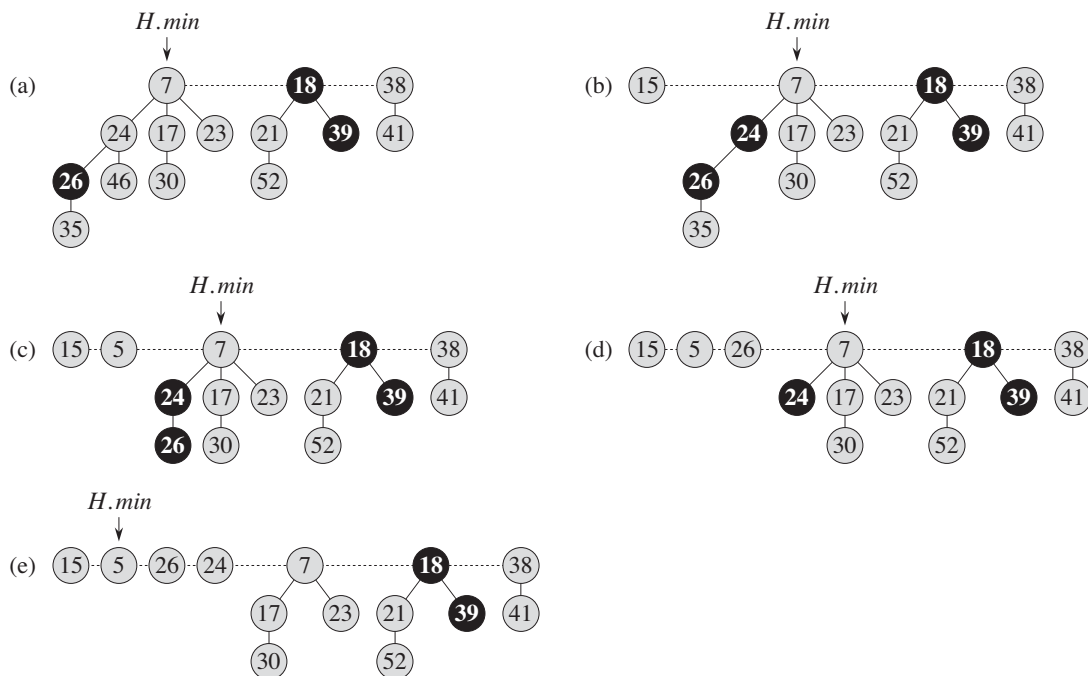 H.min H.min
(a) 7 18 38 (b) 15 7 18 38
24 17 23 21 39 41 24 17 23 21 39 41
26 46 30 52 26 30 52
35 35
H.min H.min
(c) 15 5 7 18 38 (d) 15 5 26 7 18 38
24 17 23 21 39 41 24 17 23 21 39 41
26 30 52 30 52
H.min
(e) 15 5 26 24 7 18 38
17 23 21 39 41
30 52